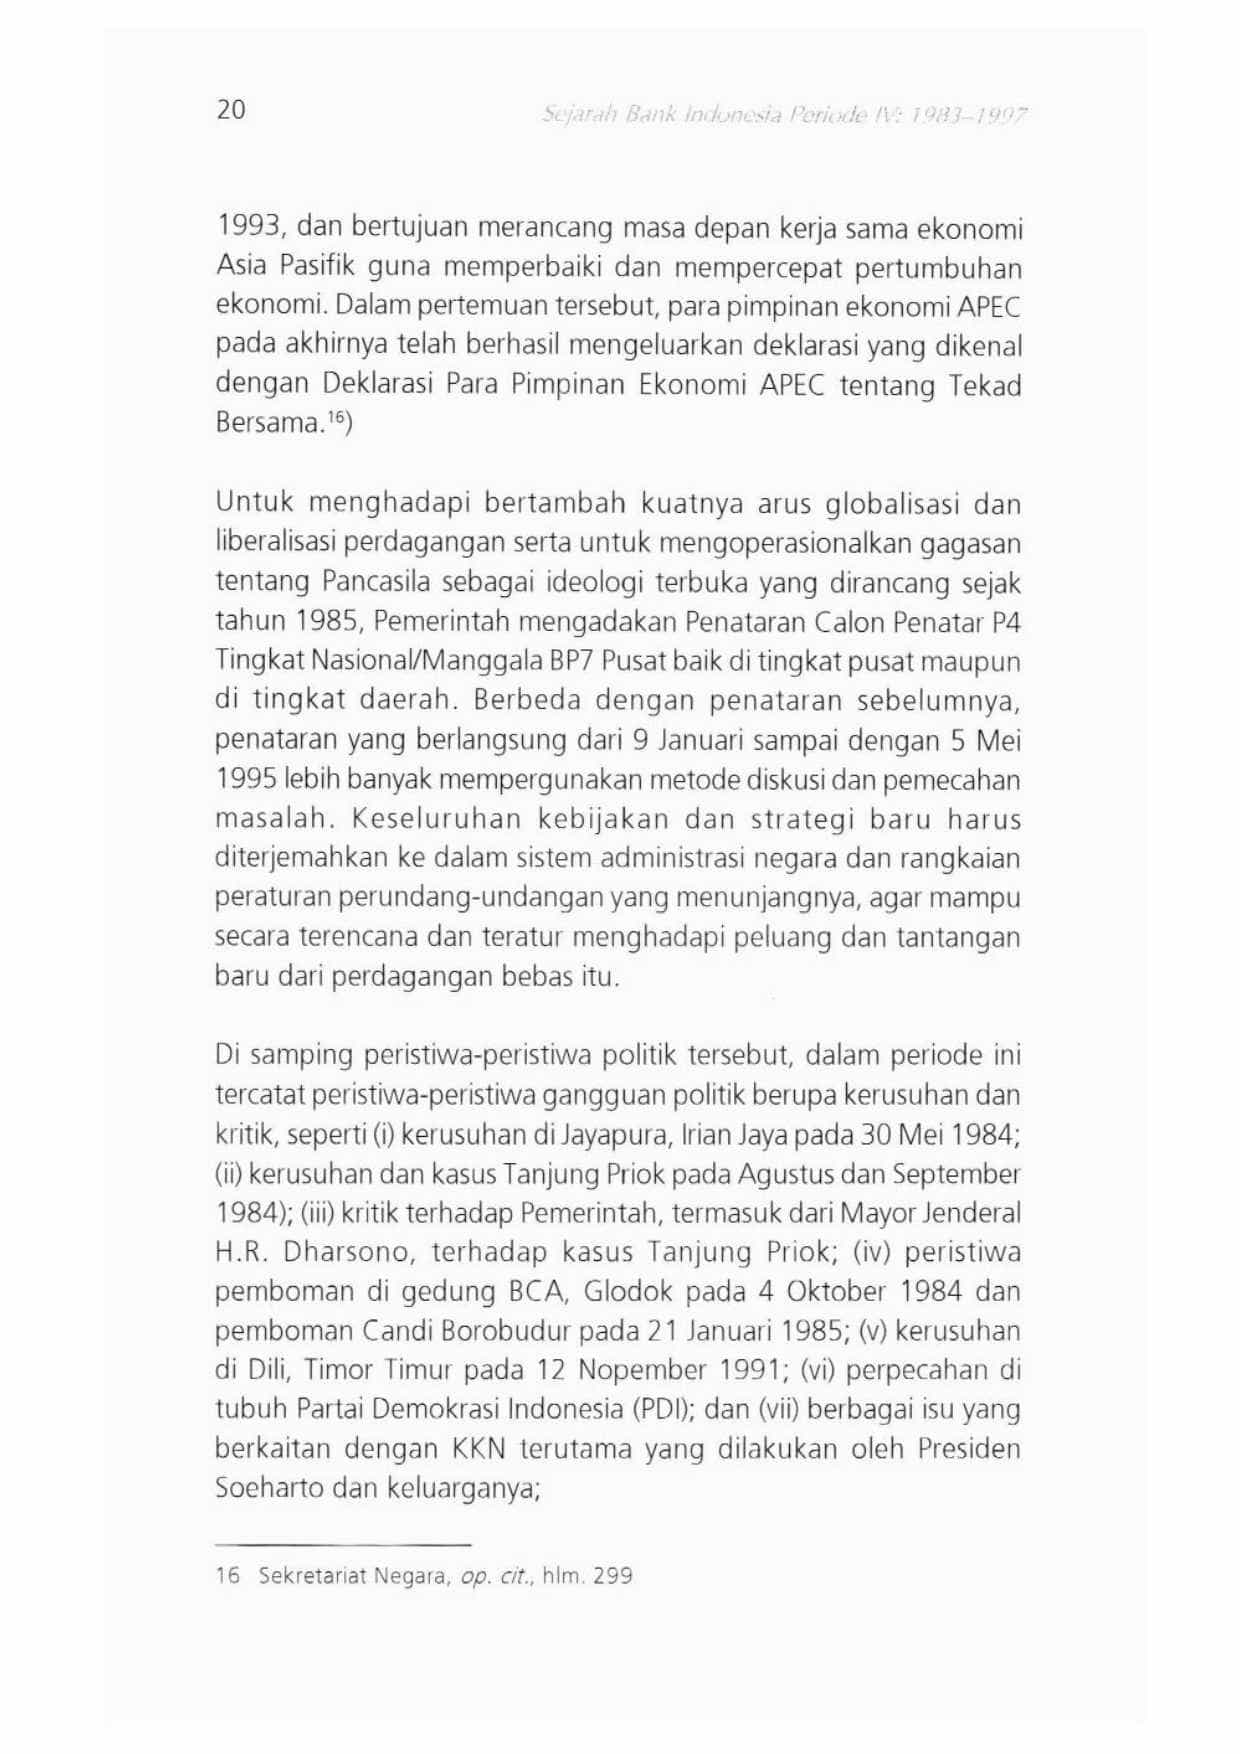 20
Sejarah Bank Indonesia Periode IV: 1983–1997
1993, dan bertujuan merancang masa depan kerja sama ekonomi
Asia Pasifik guna memperbaiki dan mempercepat pertumbuhan
ekonomi. Dalam pertemuan tersebut, para pimpinan ekonomi APEC
pada akhirnya telah berhasil mengeluarkan deklarasi yang dikenal
dengan Deklarasi Para Pimpinan Ekonomi APEC tentang Tekad
Bersama.¹⁶)
Untuk menghadapi bertambah kuatnya arus globalisasi dan
liberalisasi perdagangan serta untuk mengoperasionalkan gagasan
tentang Pancasila sebagai ideologi terbuka yang dirancang sejak
tahun 1985, Pemerintah mengadakan Penataran Calon Penatar P4
Tingkat Nasional/Manggala BP7 Pusat baik di tingkat pusat maupun
di tingkat daerah. Berbeda dengan penataran sebelumnya,
penataran yang berlangsung dari 9 Januari sampai dengan 5 Mei
1995 lebih banyak mempergunakan metode diskusi dan pemecahan
masalah. Keseluruhan kebijakan dan strategi baru harus
diterjemahkan ke dalam sistem administrasi negara dan rangkaian
peraturan perundang-undangan yang menunjangnya, agar mampu
secara terencana dan teratur menghadapi peluang dan tantangan
baru dari perdagangan bebas itu.
Di samping peristiwa-peristiwa politik tersebut, dalam periode ini
tercatat peristiwa-peristiwa gangguan politik berupa kerusuhan dan
kritik, seperti (i) kerusuhan di Jayapura, Irian Jaya pada 30 Mei 1984;
(ii) kerusuhan dan kasus Tanjung Priok pada Agustus dan September
1984); (iii) kritik terhadap Pemerintah, termasuk dari Mayor Jenderal
H.R. Dharsono, terhadap kasus Tanjung Priok; (iv) peristiwa
pemboman di gedung BCA, Glodok pada 4 Oktober 1984 dan
pemboman Candi Borobudur pada 21 Januari 1985; (v) kerusuhan
di Dili, Timor Timur pada 12 Nopember 1991; (vi) perpecahan di
tubuh Partai Demokrasi Indonesia (PDI); dan (vii) berbagai isu yang
berkaitan dengan KKN terutama yang dilakukan oleh Presiden
Soeharto dan keluarganya;
16 Sekretariat Negara, op. cit., hlm. 299